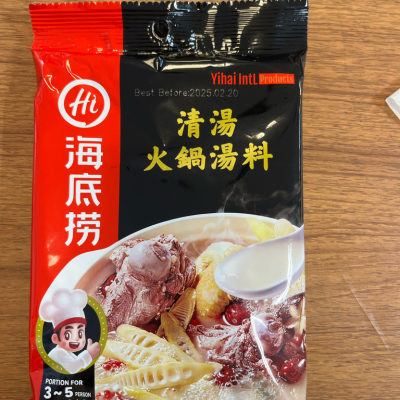 Yihai Intl. Products
Best Before:2025.02.20
Hi
海底捞
清湯
火鍋湯料
PORTION FOR
3~5 PERSON